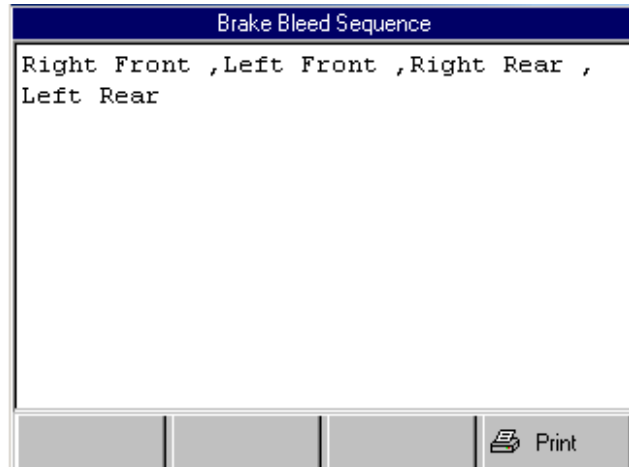 Brake Bleed Sequence
Right Front ,Left Front ,Right Rear ,
Left Rear
Print